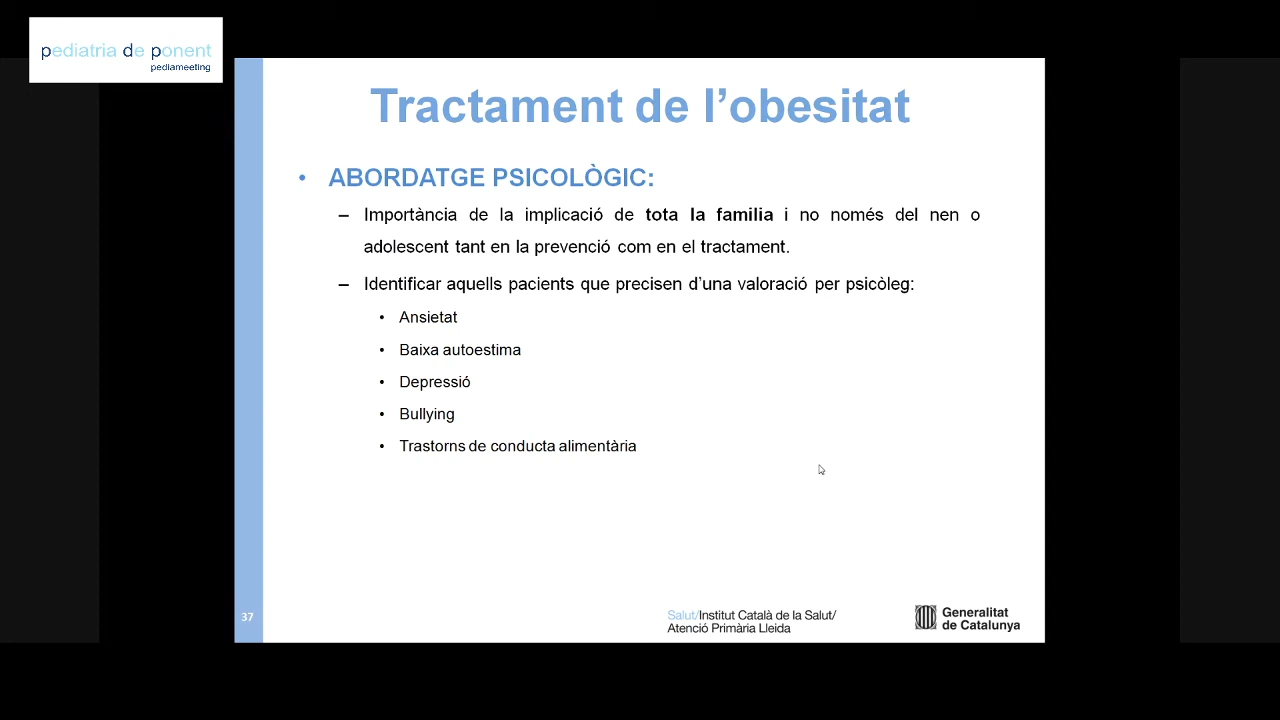 pediatria de ponent
pediameeting
Tractament de l’obesitat
• ABORDATGE PSICOLÒGIC:
– Importància de la implicació de tota la familia i no només del nen o
adolescent tant en la prevenció com en el tractament.
– Identificar aquells pacients que precisen d’una valoració per psicòleg:
• Ansietat
• Baixa autoestima
• Depressió
• Bullying
• Trastorns de conducta alimentària
37
Salut/Institut Català de la Salut/
Atenció Primària Lleida
Generalitat
de Catalunya